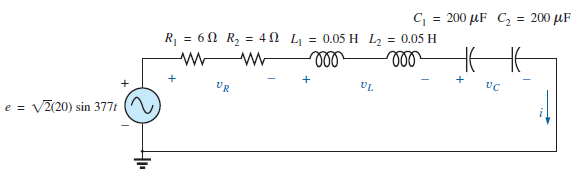 C₁ = 200 μF C₂ = 200 μF
R₁ = 6 Ω R₂ = 4 Ω L₁ = 0.05 H L₂ = 0.05 H
+ v_R − + v_L − + v_C −
+
e = √2(20) sin 377t
i
−